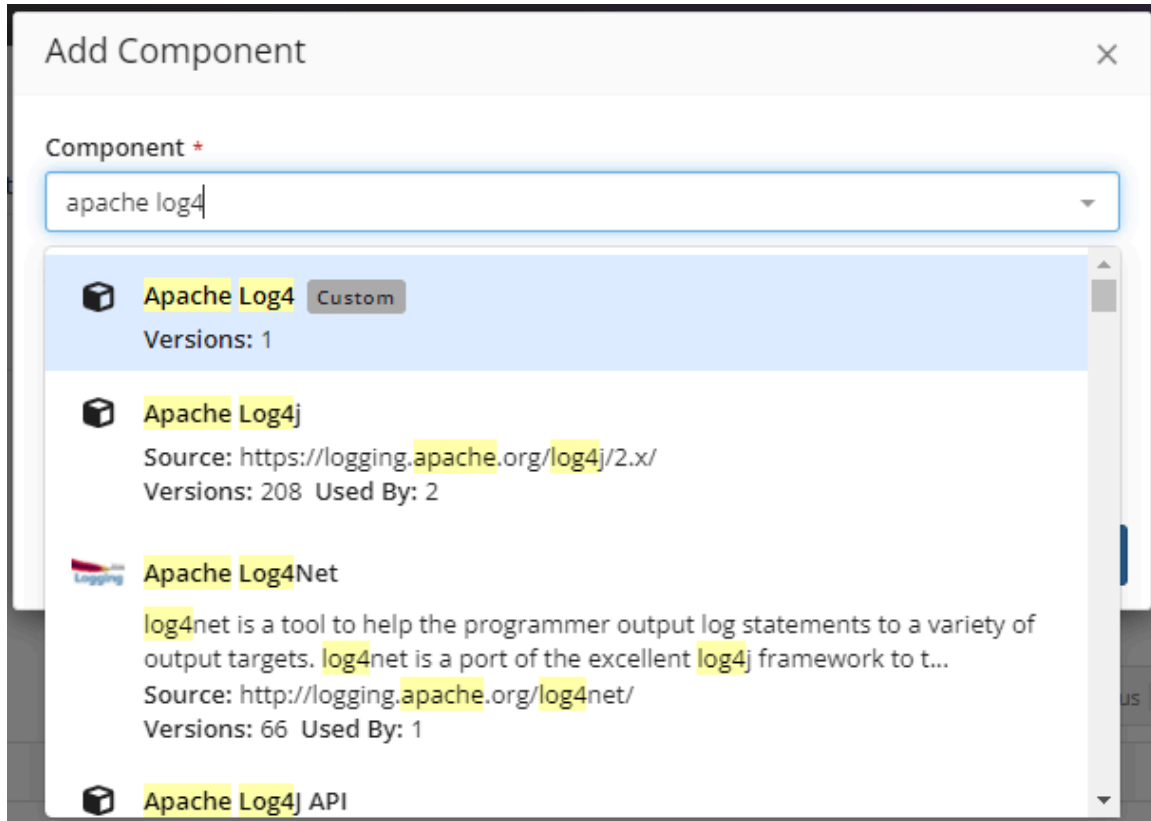 Add Component
Component *
apache log4
Apache Log4 Custom
Versions: 1
Apache Log4j
Source: https://logging.apache.org/log4j/2.x/
Versions: 208 Used By: 2
Logging
Apache Log4Net
log4net is a tool to help the programmer output log statements to a variety of
output targets. log4net is a port of the excellent log4j framework to t...
Source: http://logging.apache.org/log4net/
Versions: 66 Used By: 1
us
Apache Log4J API